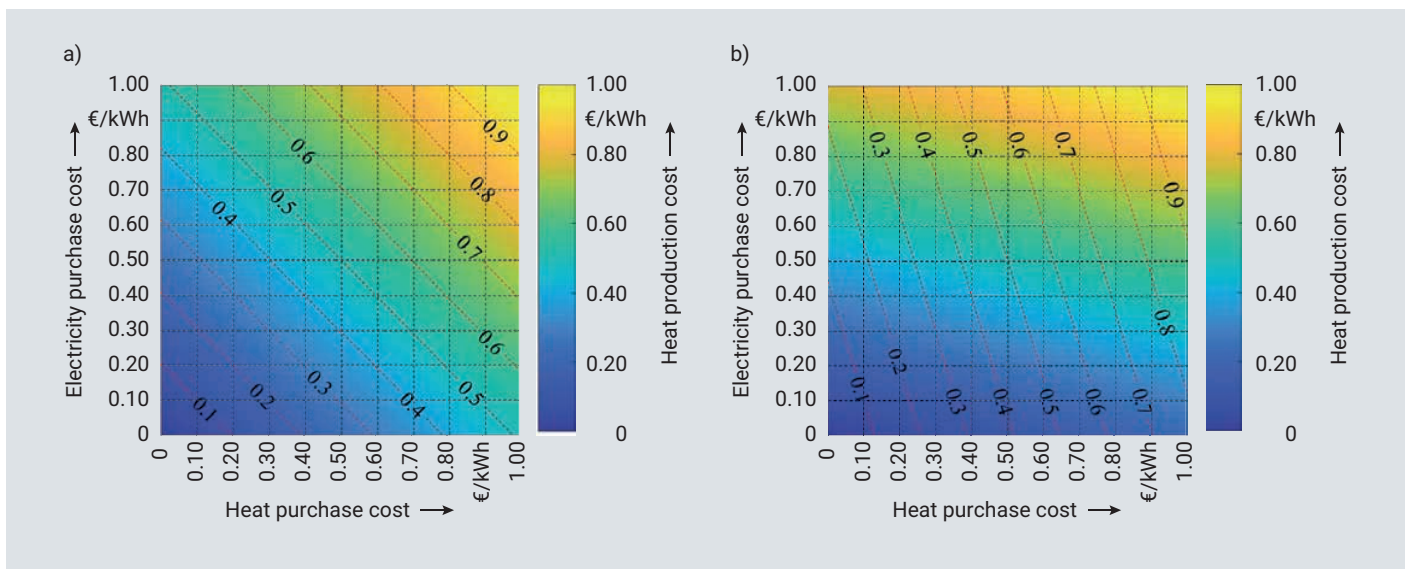 a)
1.00
€/kWh
0.80
0.70
0.60
0.50
0.40
0.30
0.20
0.10
0
Electricity purchase cost →
0 0.10 0.20 0.30 0.40 0.50 0.60 0.70 0.80 €/kWh 1.00
Heat purchase cost →
0.9
0.8
0.7
0.6
0.6
0.5
0.5
0.4
0.4
0.3
0.2
0.1
1.00
€/kWh
0.80
0.60
0.40
0.20
0
Heat production cost →
b)
1.00
€/kWh
0.80
0.70
0.60
0.50
0.40
0.30
0.20
0.10
0
Electricity purchase cost →
0 0.10 0.20 0.30 0.40 0.50 0.60 0.70 0.80 €/kWh 1.00
Heat purchase cost →
0.3 0.4 0.5 0.6 0.7
0.9
0.8
0.2
0.1 0.3 0.4 0.5 0.6 0.7
1.00
€/kWh
0.80
0.60
0.40
0.20
0
Heat production cost →